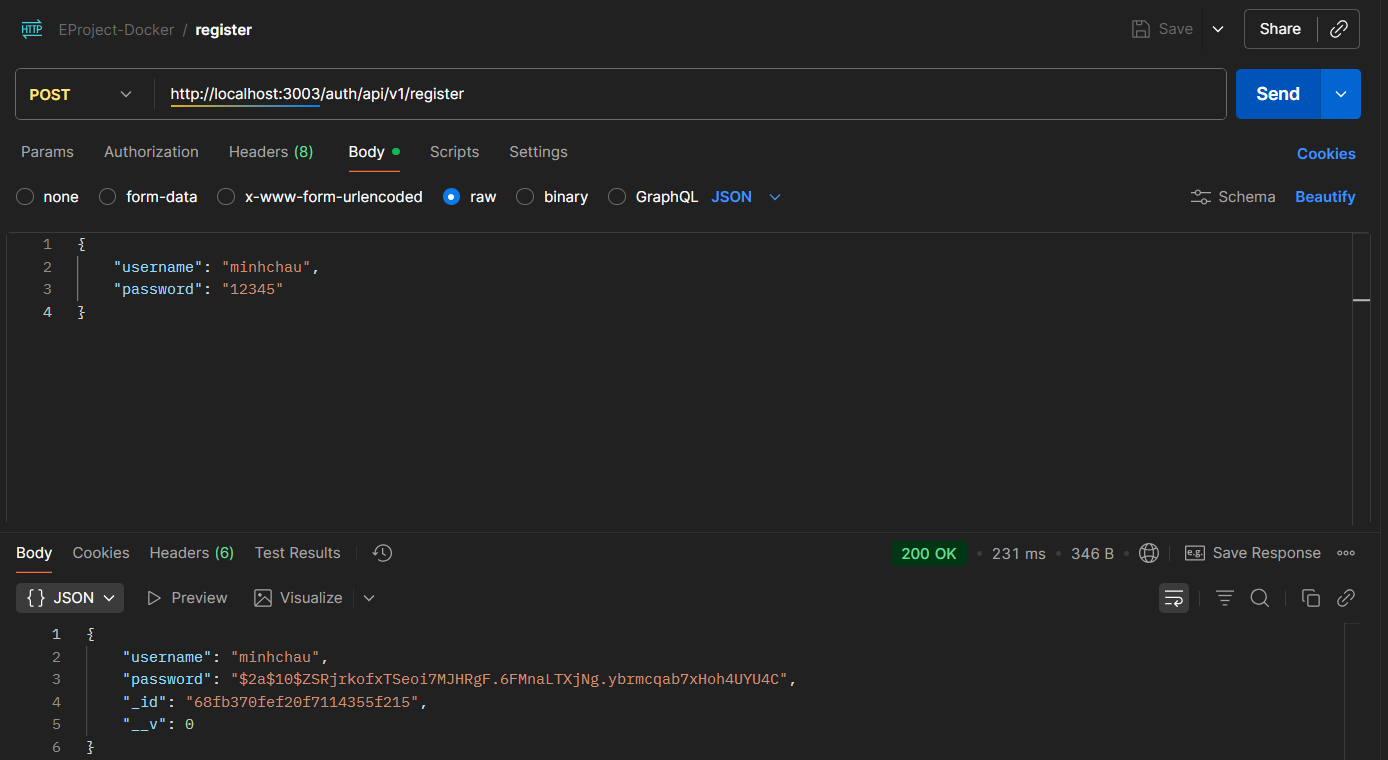 HTTP EProject-Docker / register Save Share
POST http://localhost:3003/auth/api/v1/register Send
Params Authorization Headers (8) Body Scripts Settings Cookies
none form-data x-www-form-urlencoded raw binary GraphQL JSON Schema Beautify
1 {
2 "username": "minhchau",
3 "password": "12345"
4 }
Body Cookies Headers (6) Test Results 200 OK • 231 ms • 346 B • e.g. Save Response
{} JSON Preview Visualize
1 {
2 "username": "minhchau",
3 "password": "$2a$10$ZSRjrkofxTSeoi7MJHRgF.6FMnaLTXjNg.ybrmcqab7xHoh4UYU4C",
4 "_id": "68fb370fef20f7114355f215",
5 "__v": 0
6 }